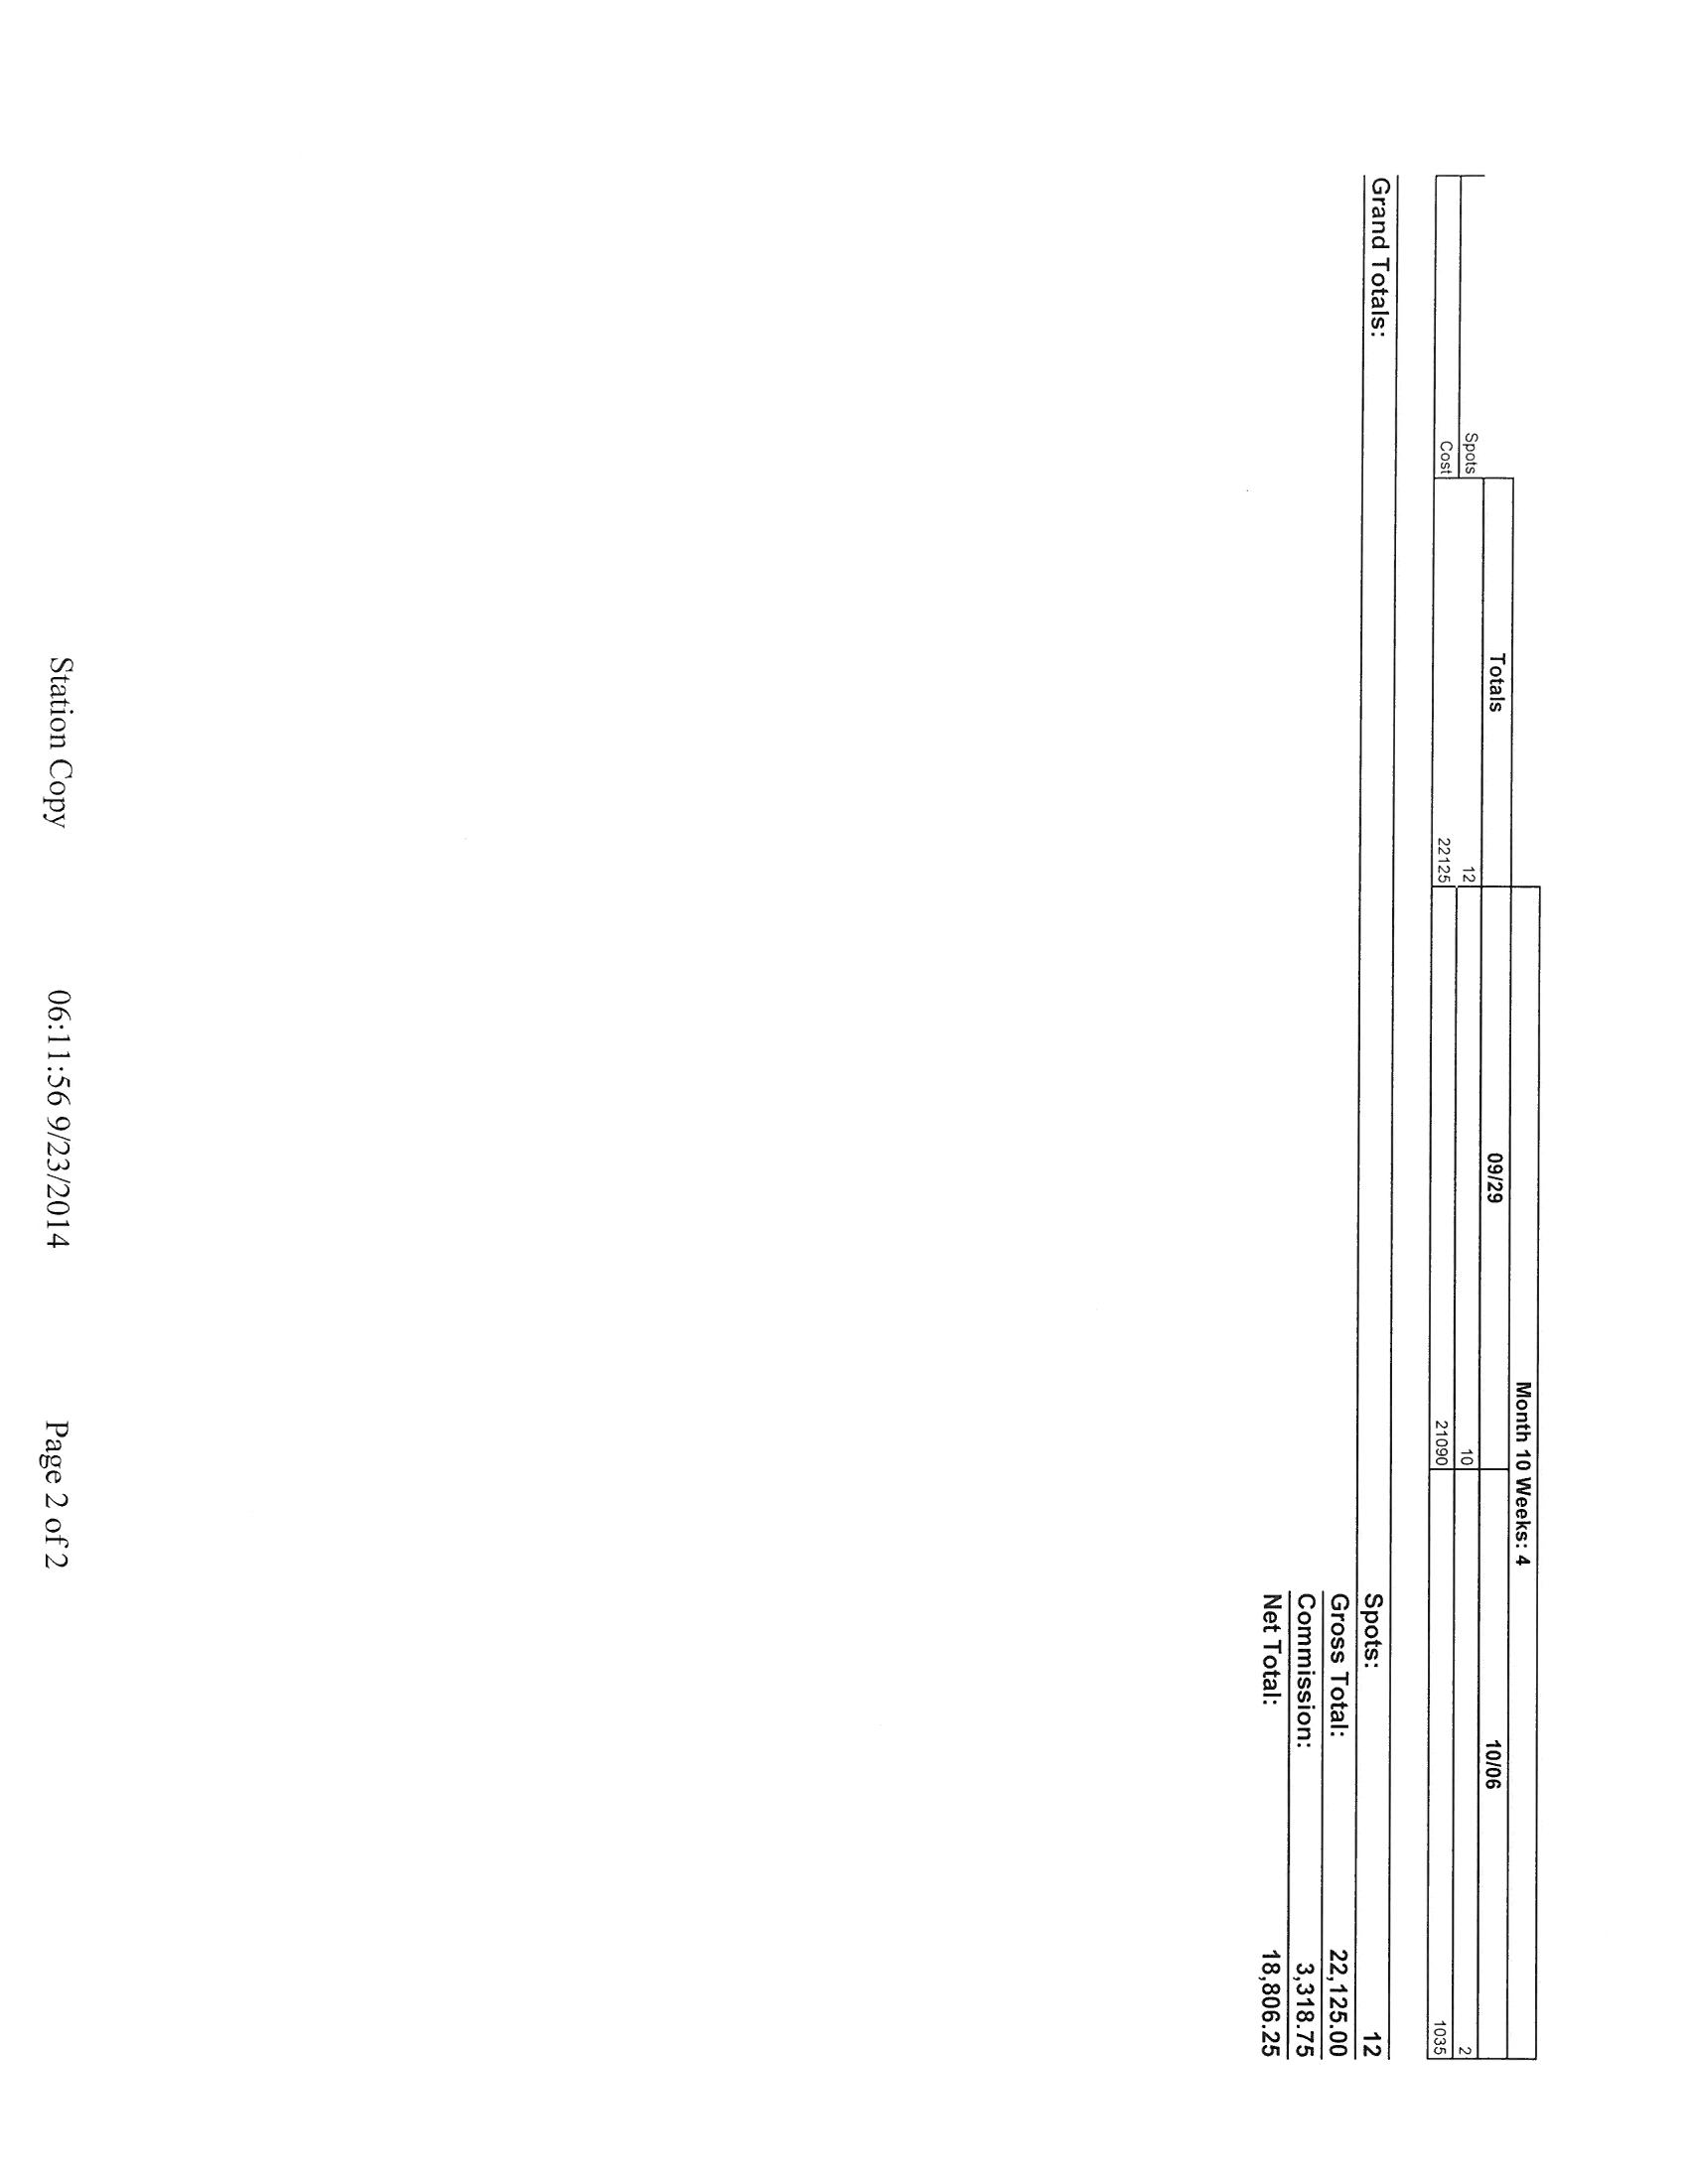 Month 10 Weeks: 4
Totals 09/29 10/06
Spots 12 10 2
Cost 22125 21090 1035
Grand Totals: Spots: 12
Gross Total: 22,125.00
Commission: 3,318.75
Net Total: 18,806.25
Station Copy 06:11:56 9/23/2014 Page 2 of 2